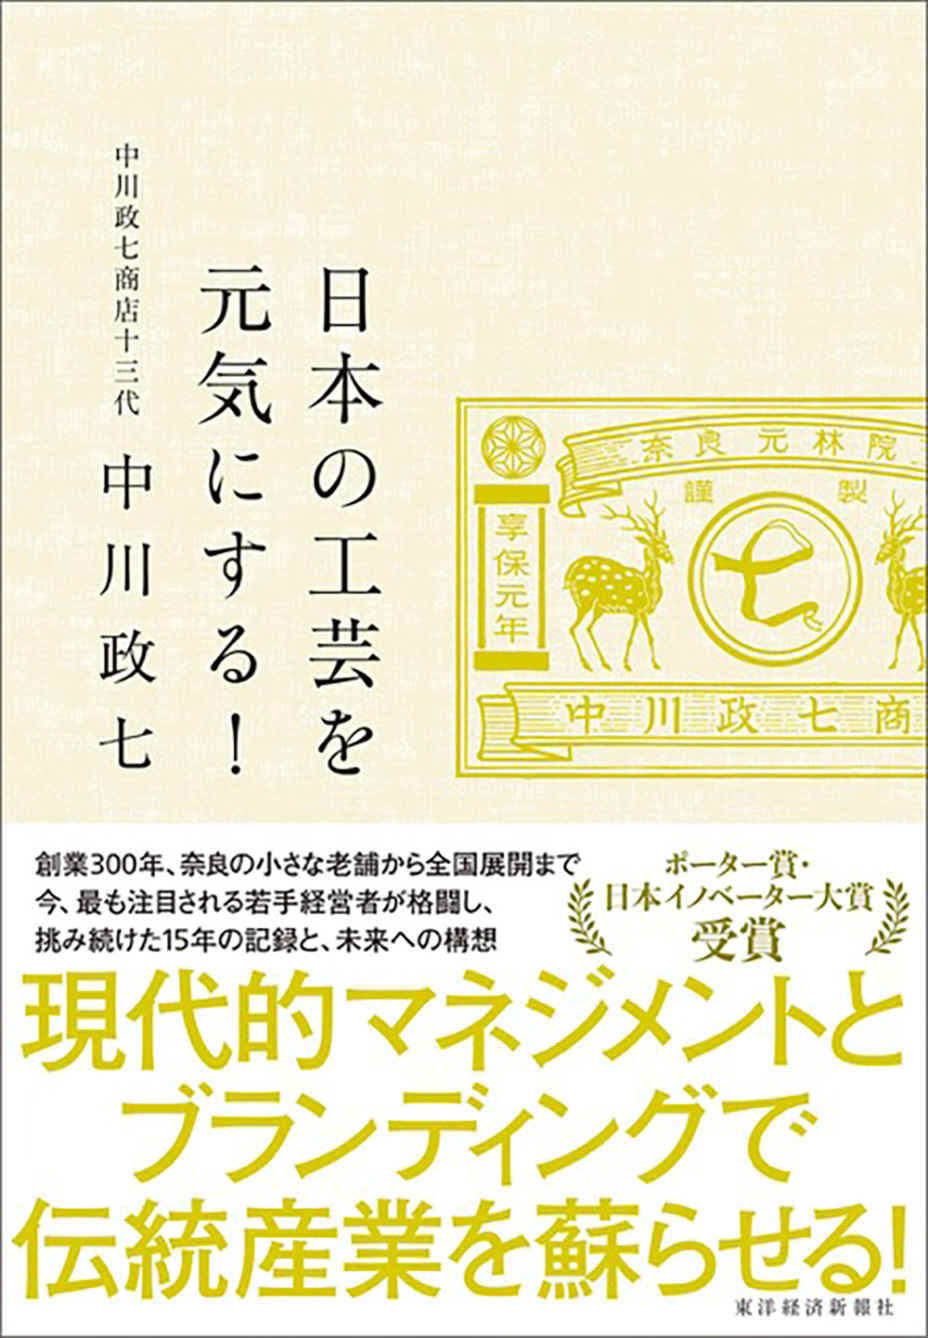 日本の工芸を
元気にする!
中川政七商店十三代 中川政七
奈良元林院
謹製
七
享保元年
中川政七商
創業300年、奈良の小さな老舗から全国展開まで
今、最も注目される若手経営者が格闘し、
挑み続けた15年の記録と、未来への構想
ポーター賞・
日本イノベーター大賞
受賞
現代的マネジメントと
ブランディングで
伝統産業を蘇らせる!
東洋経済新報社